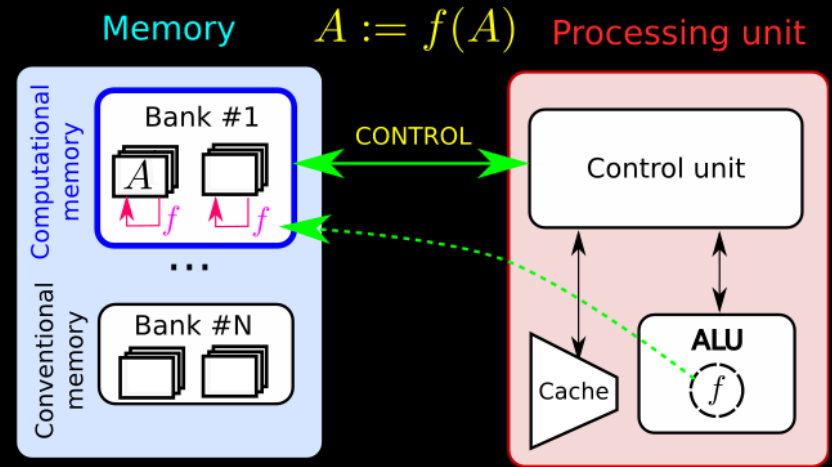 Memory
A := f(A)
Processing unit
Computational
memory
Bank #1
A
f
f
CONTROL
Control unit
...
Conventional
memory
Bank #N
Cache
ALU
f